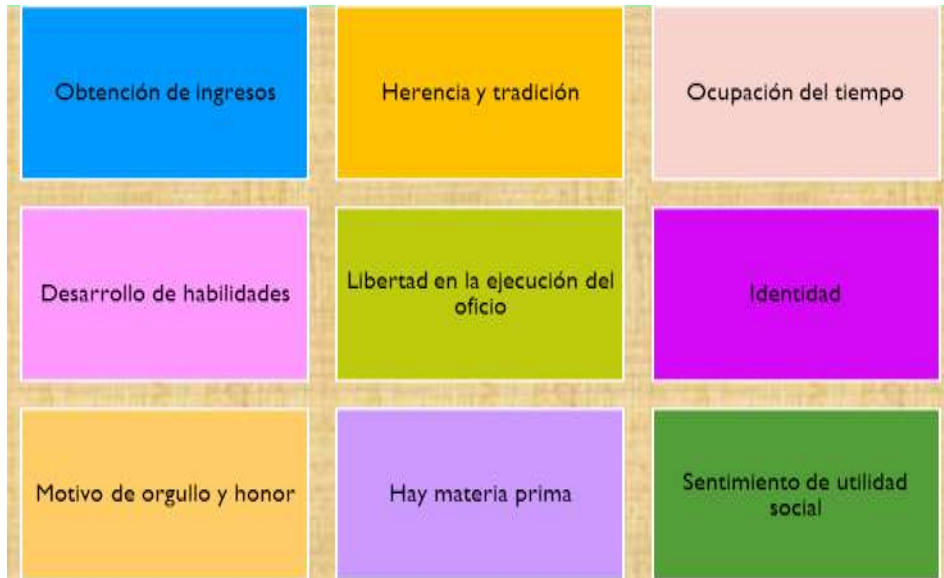 Obtención de ingresos
Herencia y tradición
Ocupación del tiempo
Desarrollo de habilidades
Libertad en la ejecución del
oficio
Identidad
Motivo de orgullo y honor
Hay materia prima
Sentimiento de utilidad
social